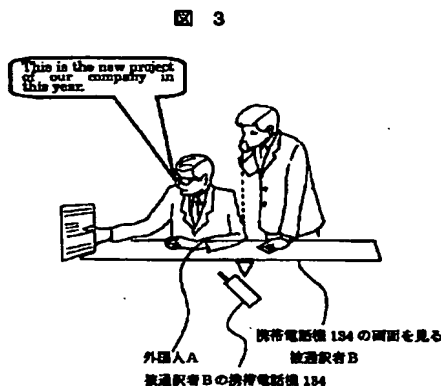 図 3
This is the new project
of our company in
this year.
携帯電話機 134 の画面を見る
外国人A
被通訳者B
被通訳者Bの携帯電話機 134